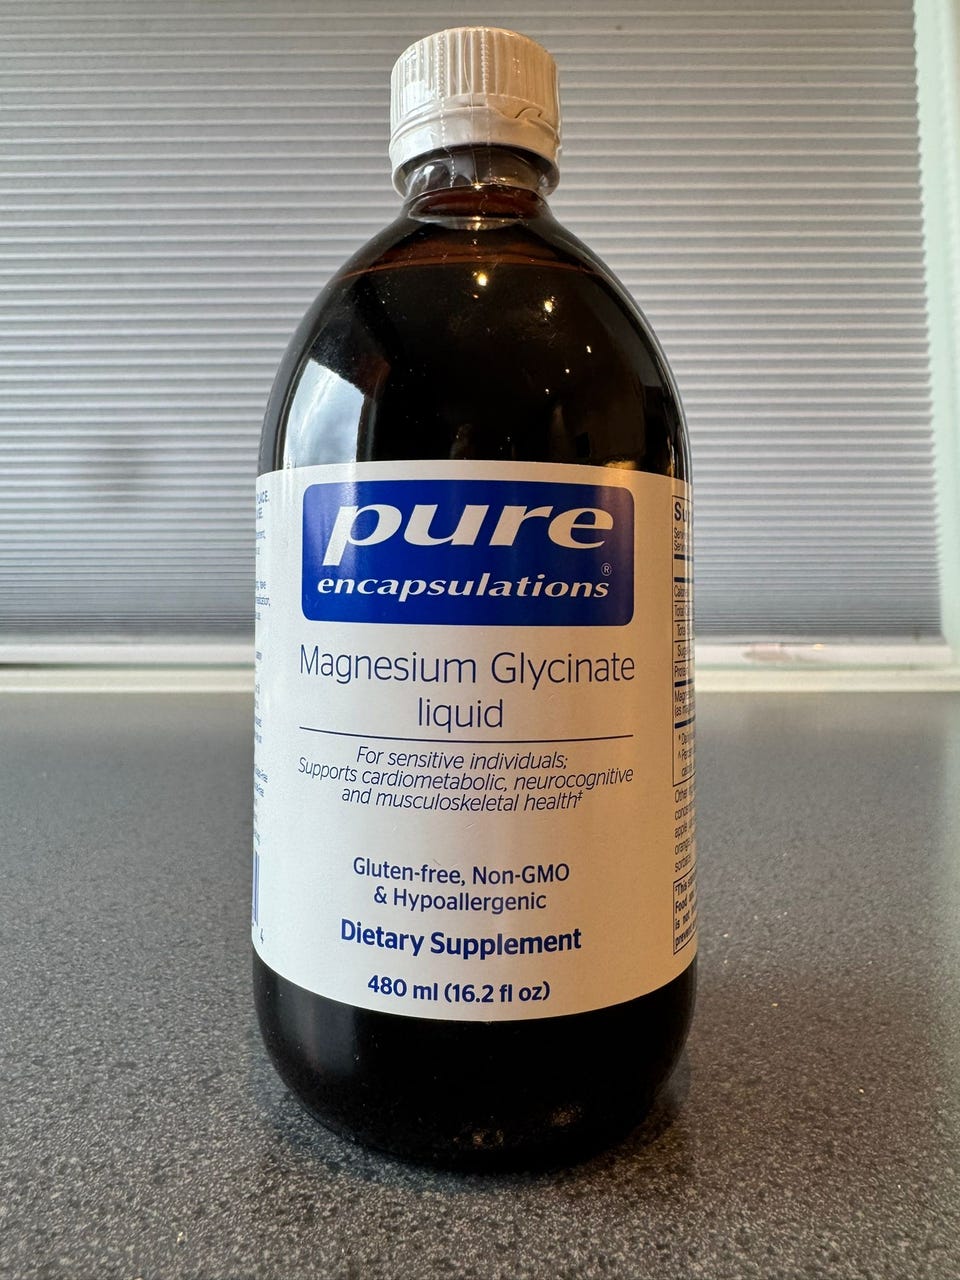 pure
encapsulations®
Magnesium Glycinate
liquid
For sensitive individuals;
Supports cardiometabolic, neurocognitive
and musculoskeletal health‡
Gluten-free, Non-GMO
& Hypoallergenic
Dietary Supplement
480 ml (16.2 fl oz)
4